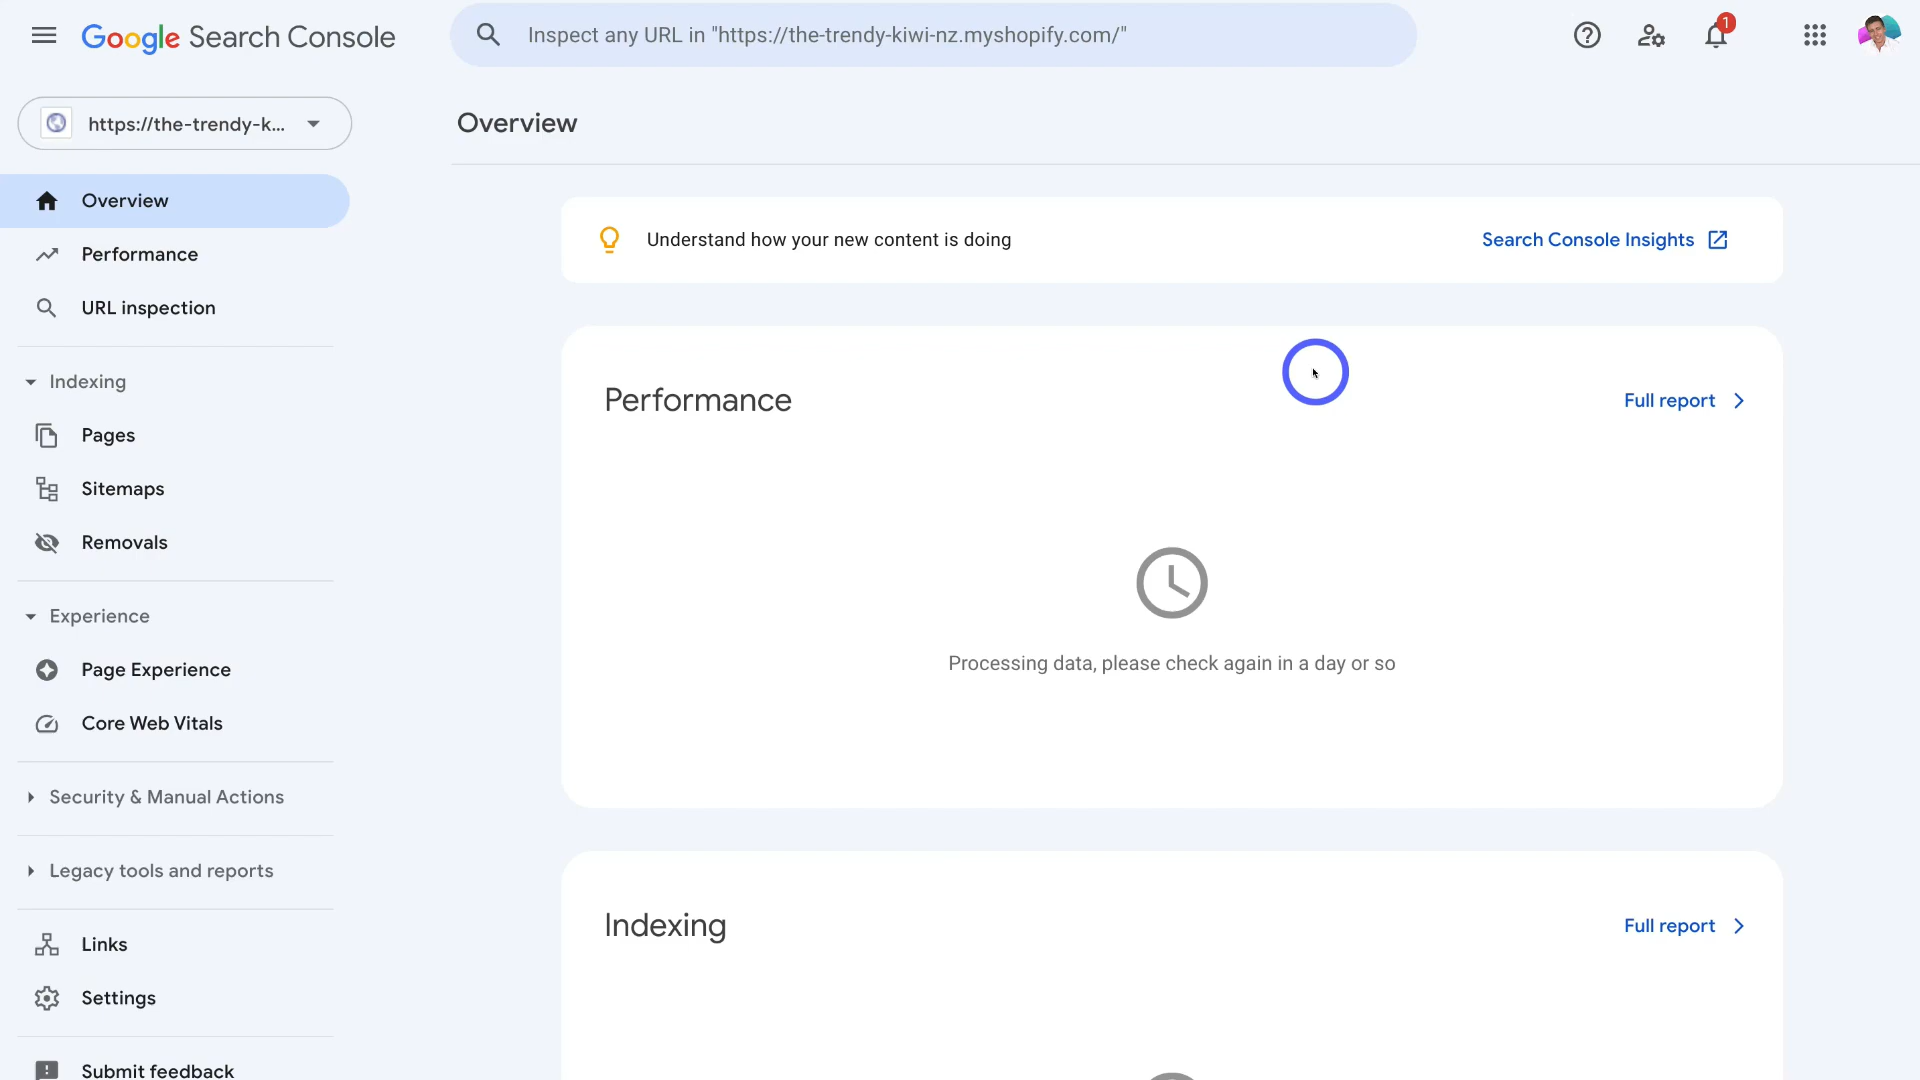 Google Search Console
Inspect any URL in "https://the-trendy-kiwi-nz.myshopify.com/"
1
https://the-trendy-k...
Overview
Overview
Performance
URL inspection
Indexing
Pages
Sitemaps
Removals
Experience
Page Experience
Core Web Vitals
Security & Manual Actions
Legacy tools and reports
Links
Settings
Submit feedback
Understand how your new content is doing
Search Console Insights
Performance
Full report
Processing data, please check again in a day or so
Indexing
Full report